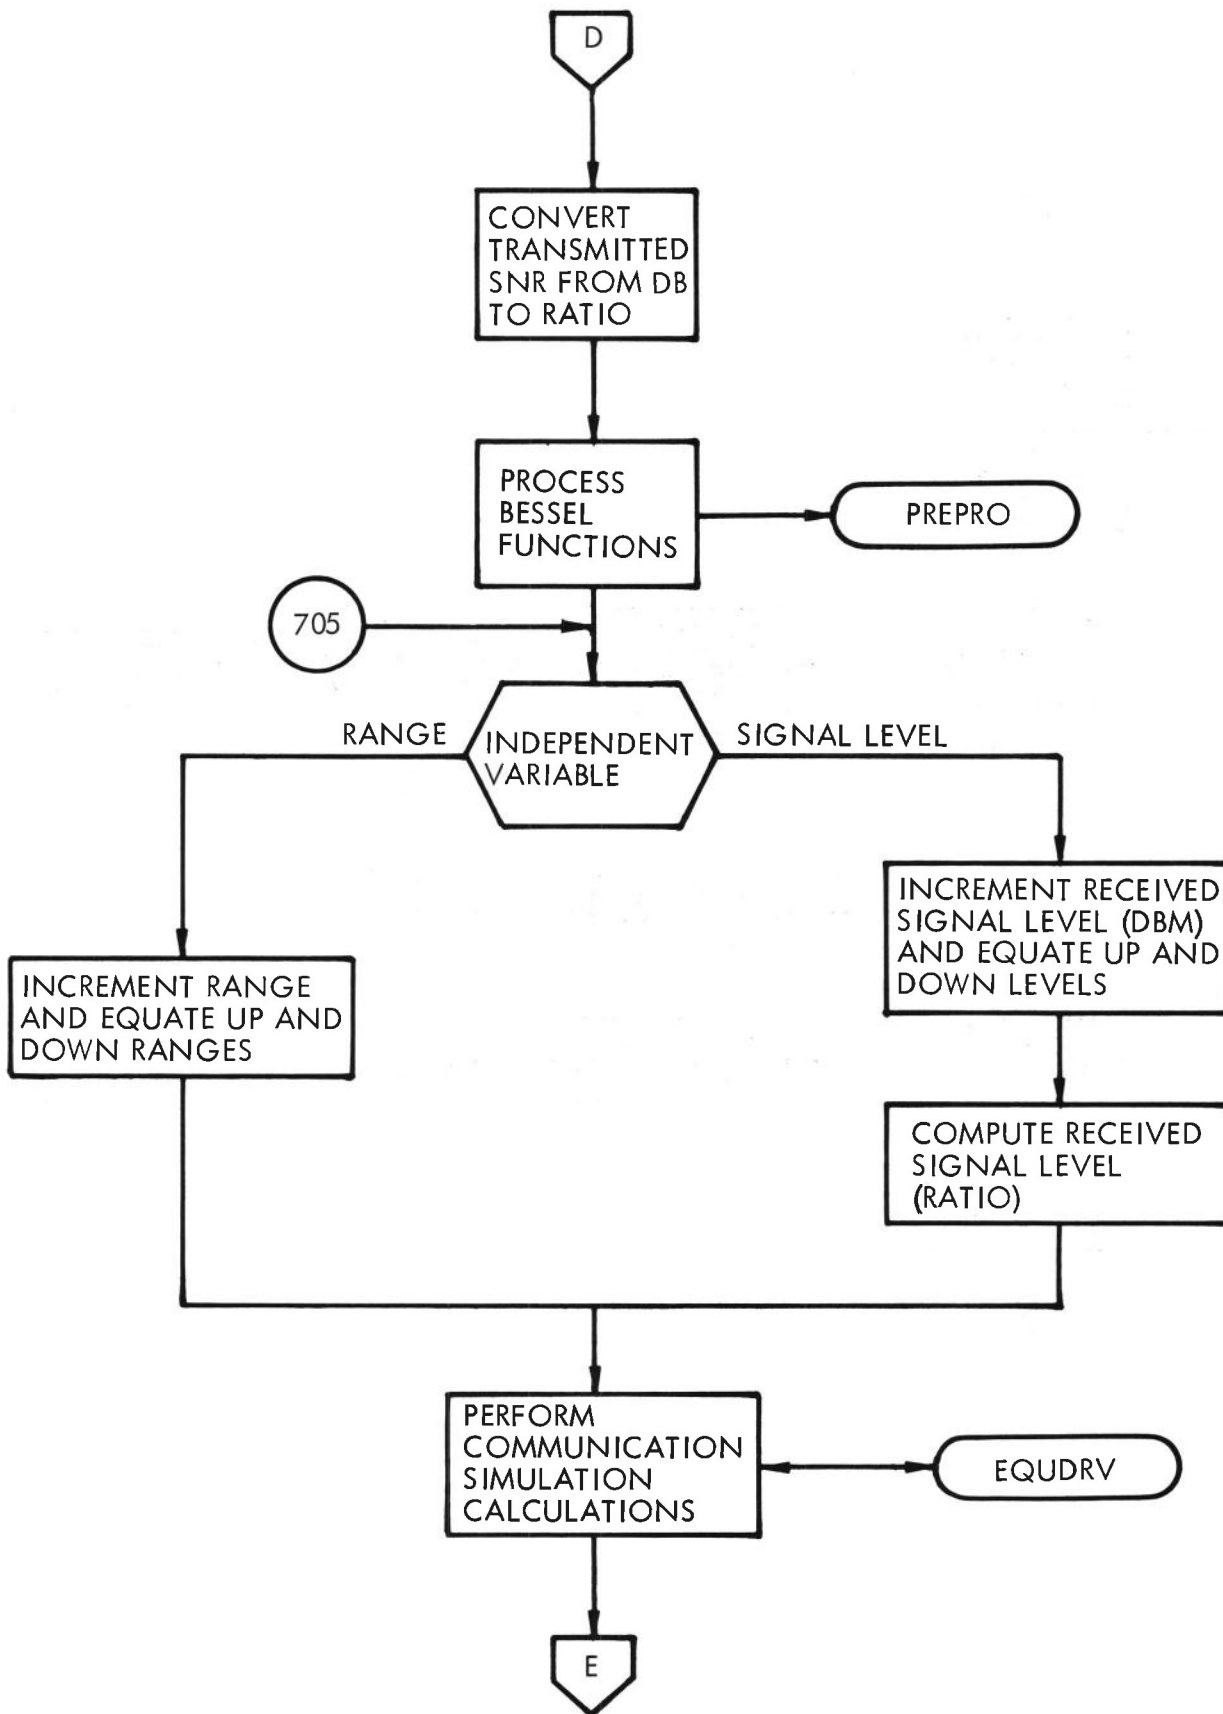 D
CONVERT
TRANSMITTED
SNR FROM DB
TO RATIO
PROCESS
BESSEL
FUNCTIONS
PREPRO
705
RANGE
INDEPENDENT
VARIABLE
SIGNAL LEVEL
INCREMENT RECEIVED
SIGNAL LEVEL (DBM)
AND EQUATE UP AND
DOWN LEVELS
INCREMENT RANGE
AND EQUATE UP AND
DOWN RANGES
COMPUTE RECEIVED
SIGNAL LEVEL
(RATIO)
PERFORM
COMMUNICATION
SIMULATION
CALCULATIONS
EQUDRV
E